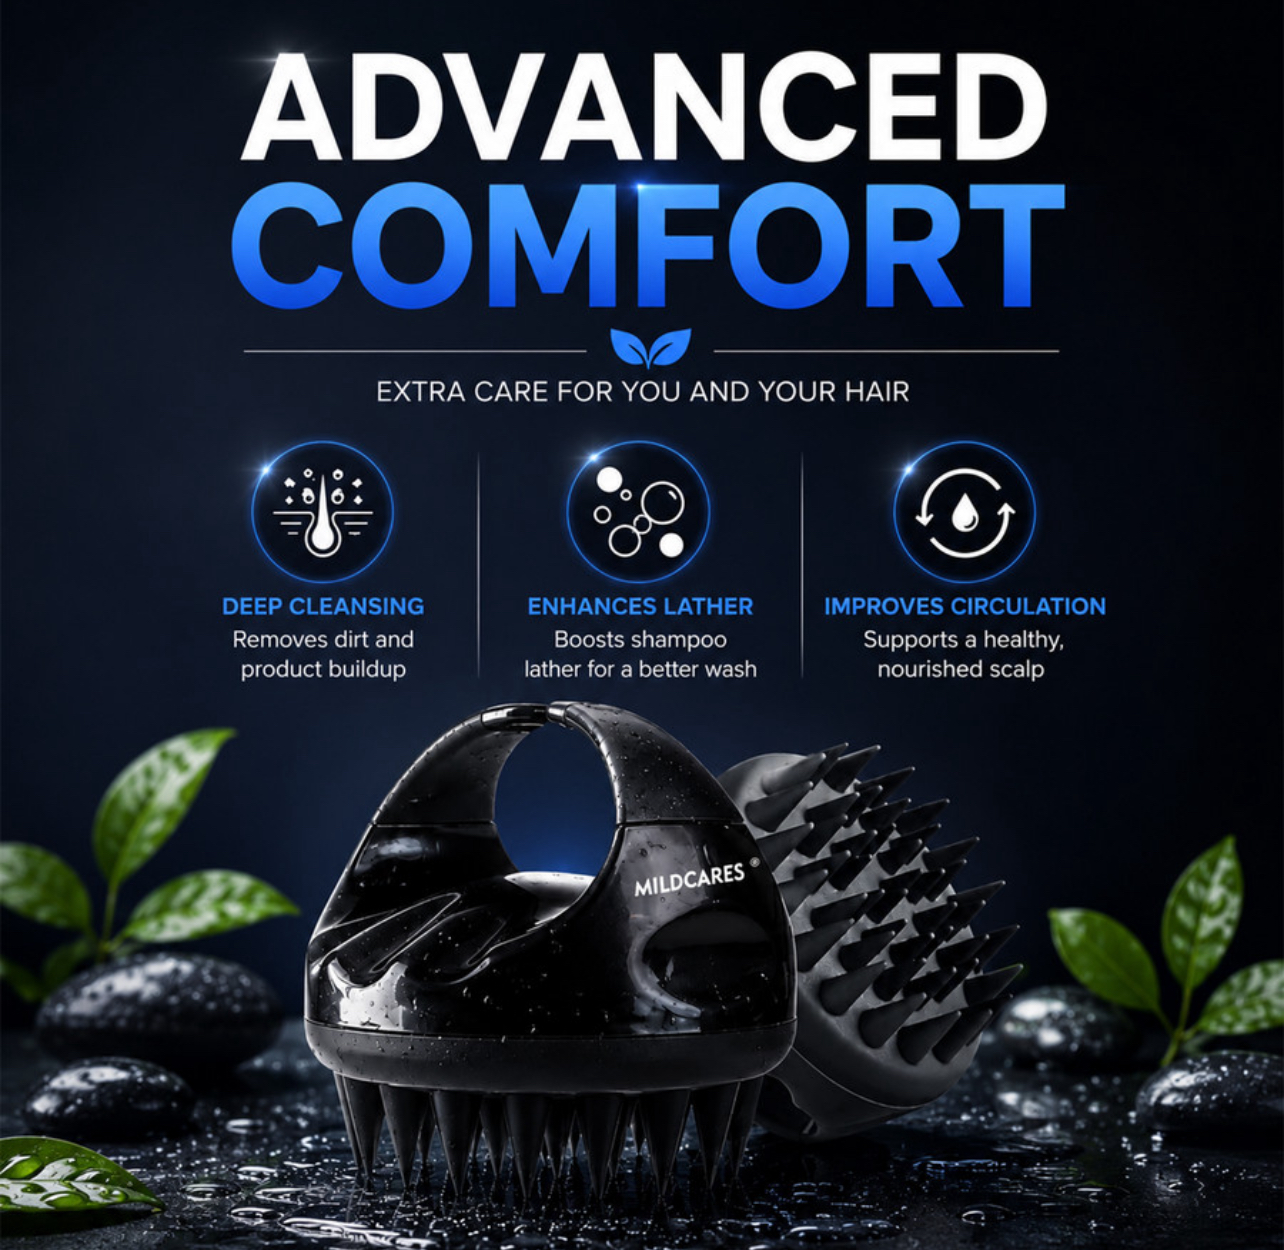 ADVANCED
COMFORT
EXTRA CARE FOR YOU AND YOUR HAIR
DEEP CLEANSING
Removes dirt and
product buildup
ENHANCES LATHER
Boosts shampoo
lather for a better wash
IMPROVES CIRCULATION
Supports a healthy,
nourished scalp
MILDCARES ®